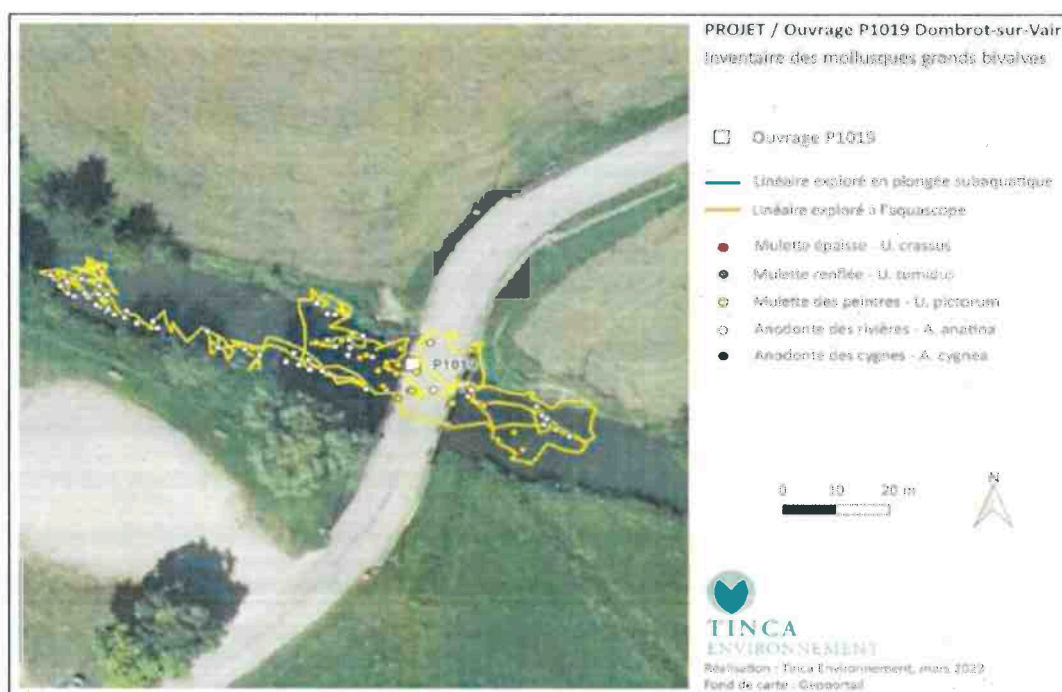 PROJET / Ouvrage P1019 Dombrot-sur-Vair
Inventaire des mollusques grands bivalves
Ouvrage P1019
Linéaire exploré en plongée subaquatique
Linéaire exploré à l'aquascope
Mulette épaisse - U. crassus
Mulette renflée - U. tumidus
Mulette des peintres - U. pictorum
Anodonte des rivières - A. anatina
Anodonte des cygnes - A. cygnea
P1019
0 10 20 m
N
TINCA
ENVIRONNEMENT
Réalisation : Tinca Environnement, mars 2023
Fond de carte : Geoportail